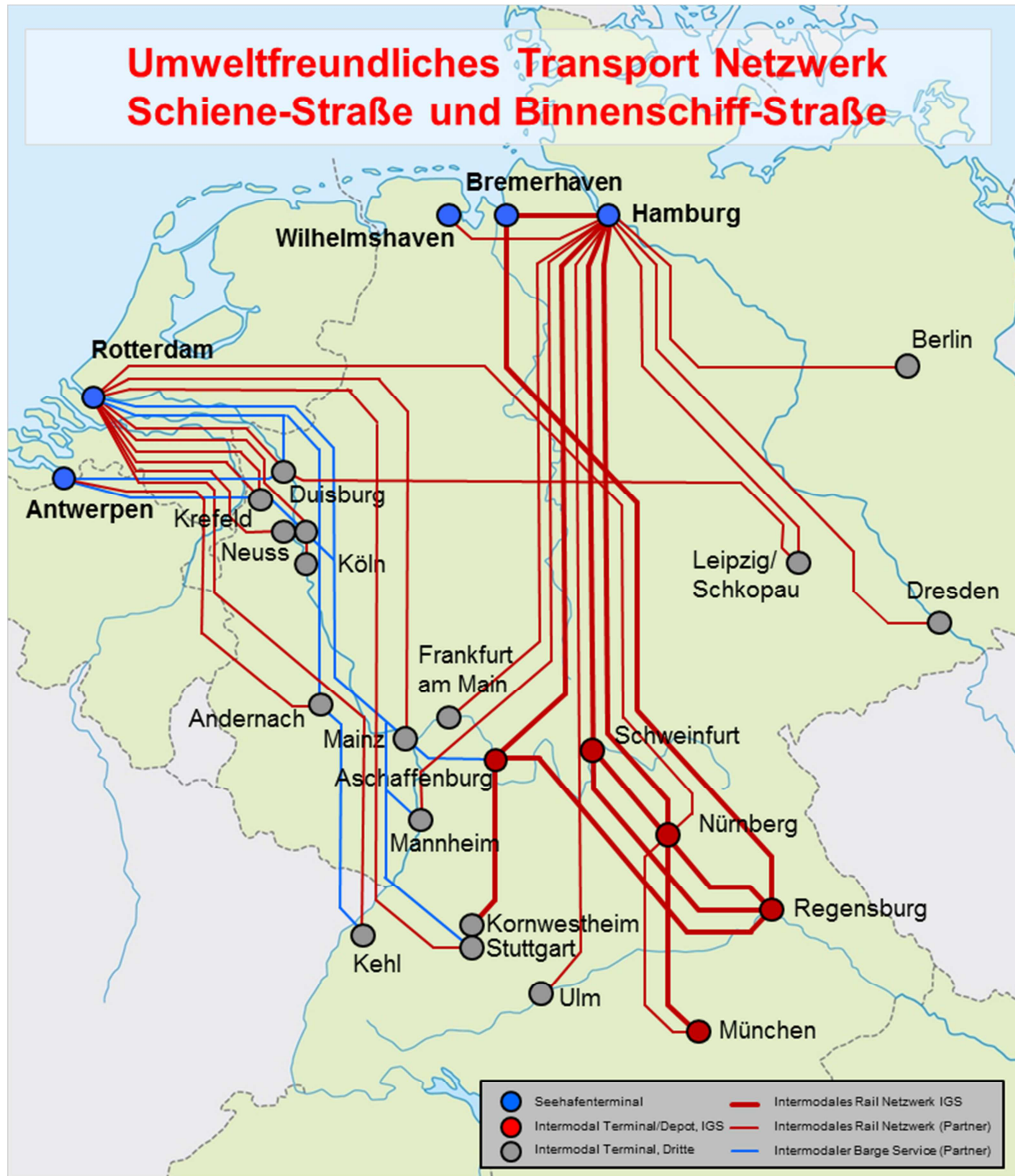 Umweltfreundliches Transport Netzwerk
Schiene-Straße und Binnenschiff-Straße
Bremerhaven
Hamburg
Wilhelmshaven
Rotterdam
Berlin
Antwerpen
Duisburg
Krefeld
Neuss
Köln
Leipzig/
Schkopau
Dresden
Frankfurt
am Main
Andernach
Mainz
Schweinfurt
Aschaffenburg
Mannheim
Nürnberg
Regensburg
Kornwestheim
Stuttgart
Kehl
Ulm
München
Seehafenterminal
Intermodal Terminal/Depot, IGS
Intermodal Terminal, Dritte
Intermodales Rail Netzwerk IGS
Intermodales Rail Netzwerk (Partner)
Intermodaler Barge Service (Partner)